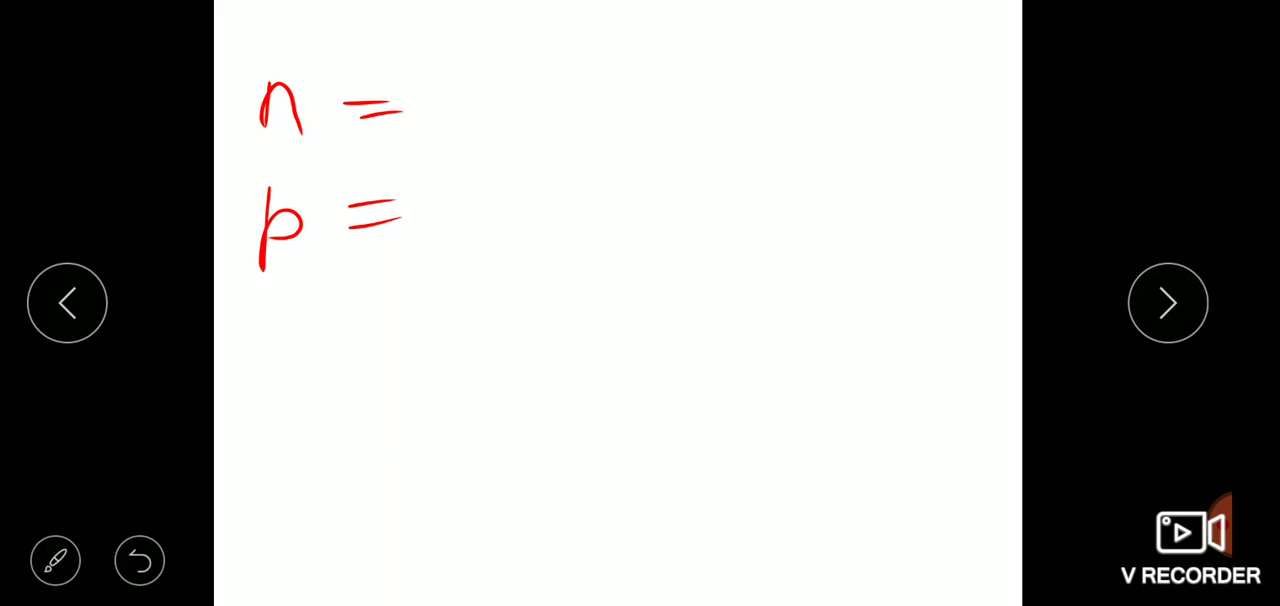 n =
p =
V RECORDER